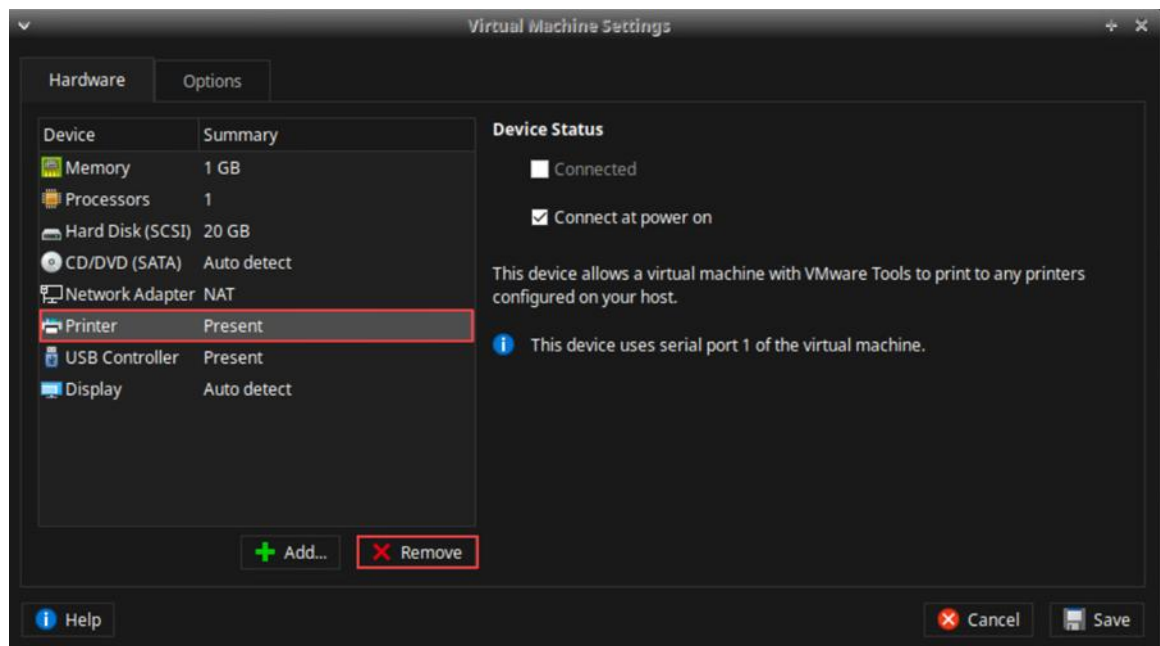 Virtual Machine Settings
Hardware
Options
Device Summary
Memory 1 GB
Processors 1
Hard Disk (SCSI) 20 GB
CD/DVD (SATA) Auto detect
Network Adapter NAT
Printer Present
USB Controller Present
Display Auto detect
Add...
Remove
Device Status
Connected
Connect at power on
This device allows a virtual machine with VMware Tools to print to any printers
configured on your host.
This device uses serial port 1 of the virtual machine.
Help
Cancel
Save